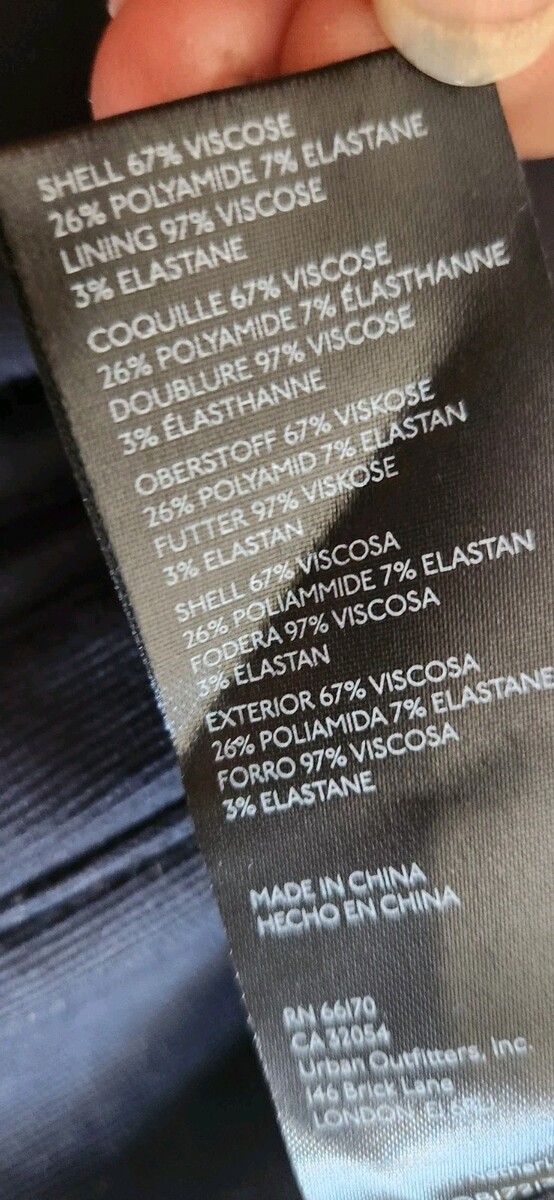 SHELL 67% VISCOSE
26% POLYAMIDE 7% ELASTANE
LINING 97% VISCOSE
3% ELASTANE
COQUILLE 67% VISCOSE
26% POLYAMIDE 7% ÉLASTHANNE
DOUBLURE 97% VISCOSE
3% ÉLASTHANNE
OBERSTOFF 67% VISKOSE
26% POLYAMID 7% ELASTAN
FUTTER 97% VISKOSE
3% ELASTAN
SHELL 67% VISCOSA
26% POLIAMMIDE 7% ELASTAN
FODERA 97% VISCOSA
3% ELASTAN
EXTERIOR 67% VISCOSA
26% POLIAMIDA 7% ELASTANE
FORRO 97% VISCOSA
3% ELASTANE
MADE IN CHINA
HECHO EN CHINA
RN 66170
CA 32054
Urban Outfitters, Inc.
146 Brick Lane
LONDON,